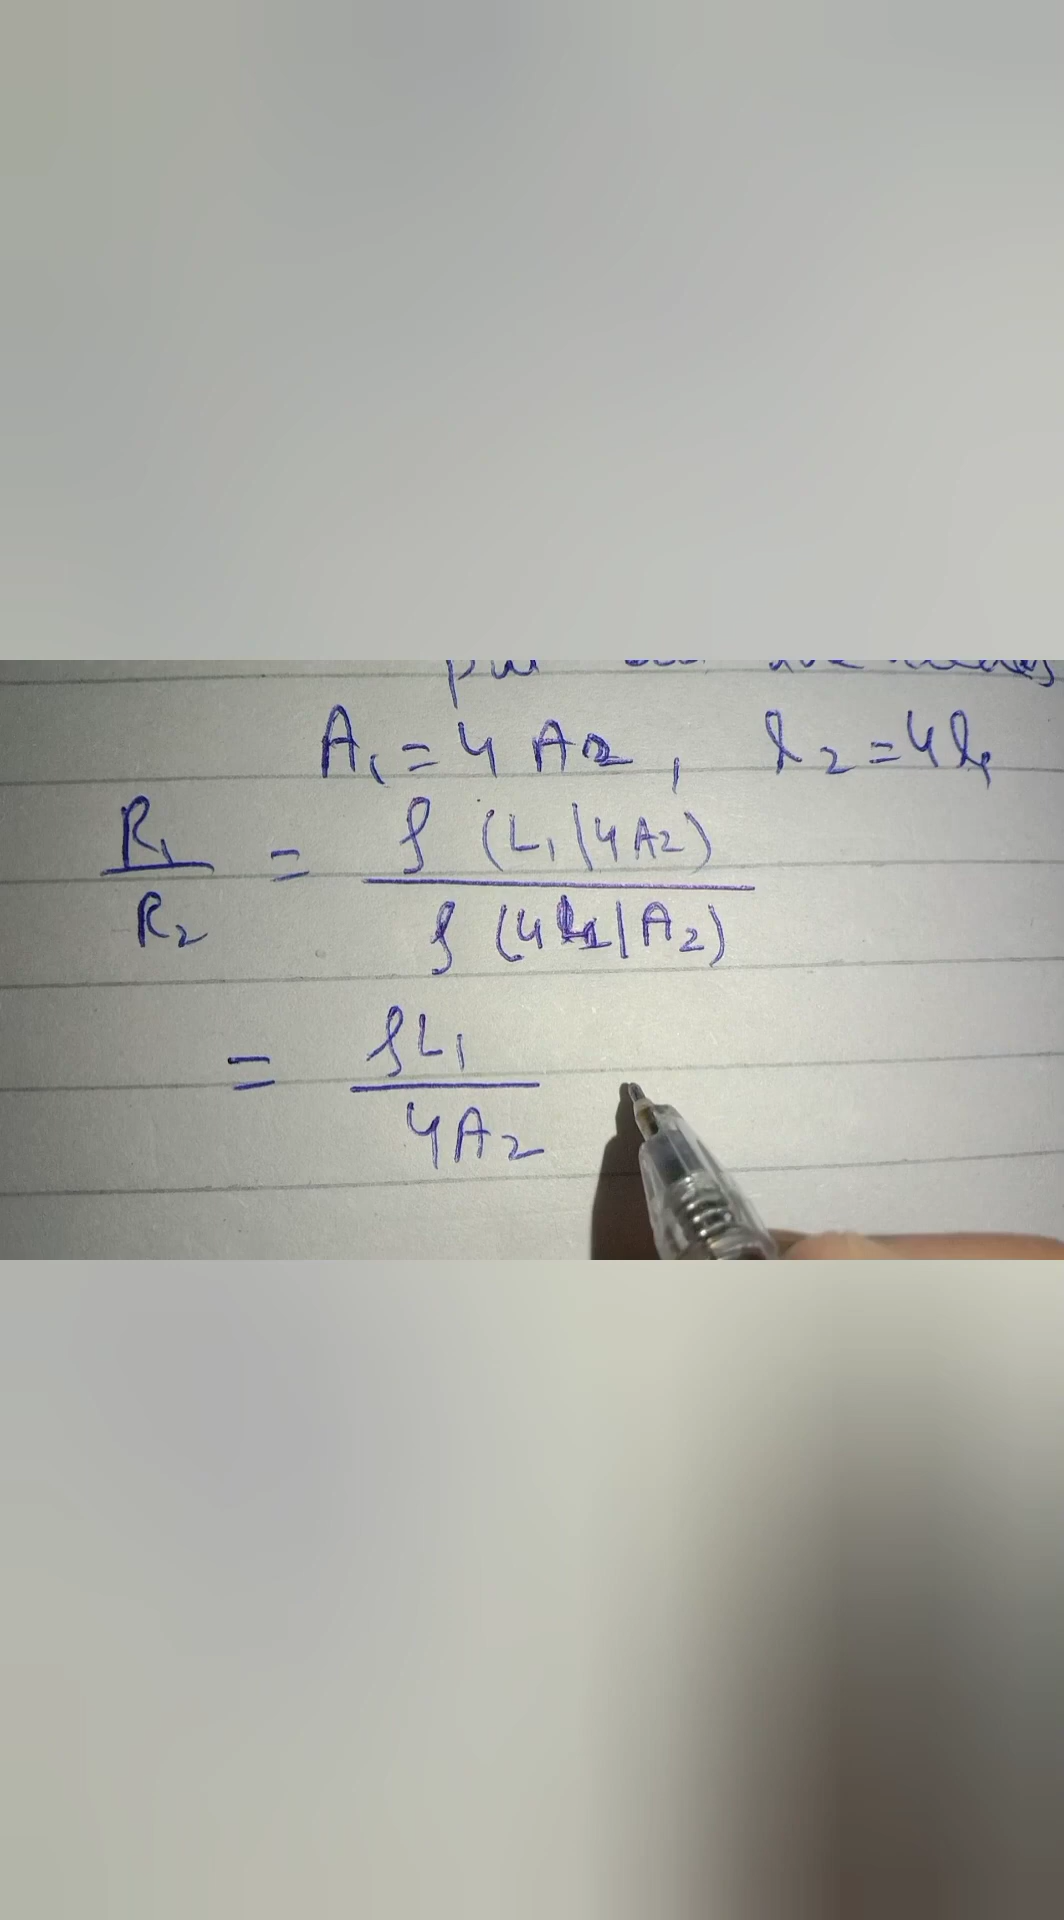 A₁ = 4 A₂ , l₂ = 4l₁
R₁/R₂ = ρ (L₁/4A₂) / ρ (4L₁/A₂)
= ρL₁ / 4A₂